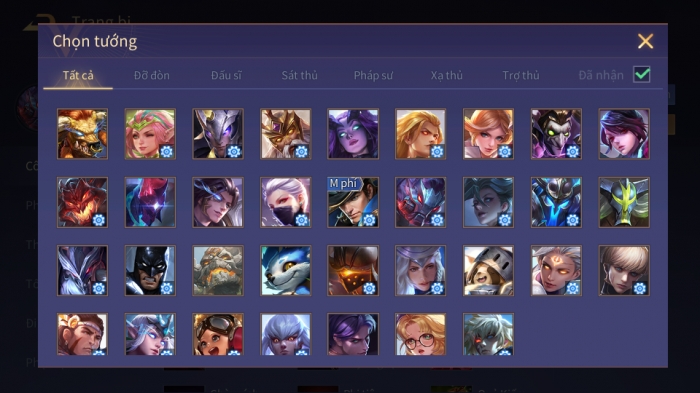 Trang bị
Chọn tướng
Tất cả
Đỡ đòn
Đấu sĩ
Sát thủ
Pháp sư
Xạ thủ
Trợ thủ
Đã nhận
M phí